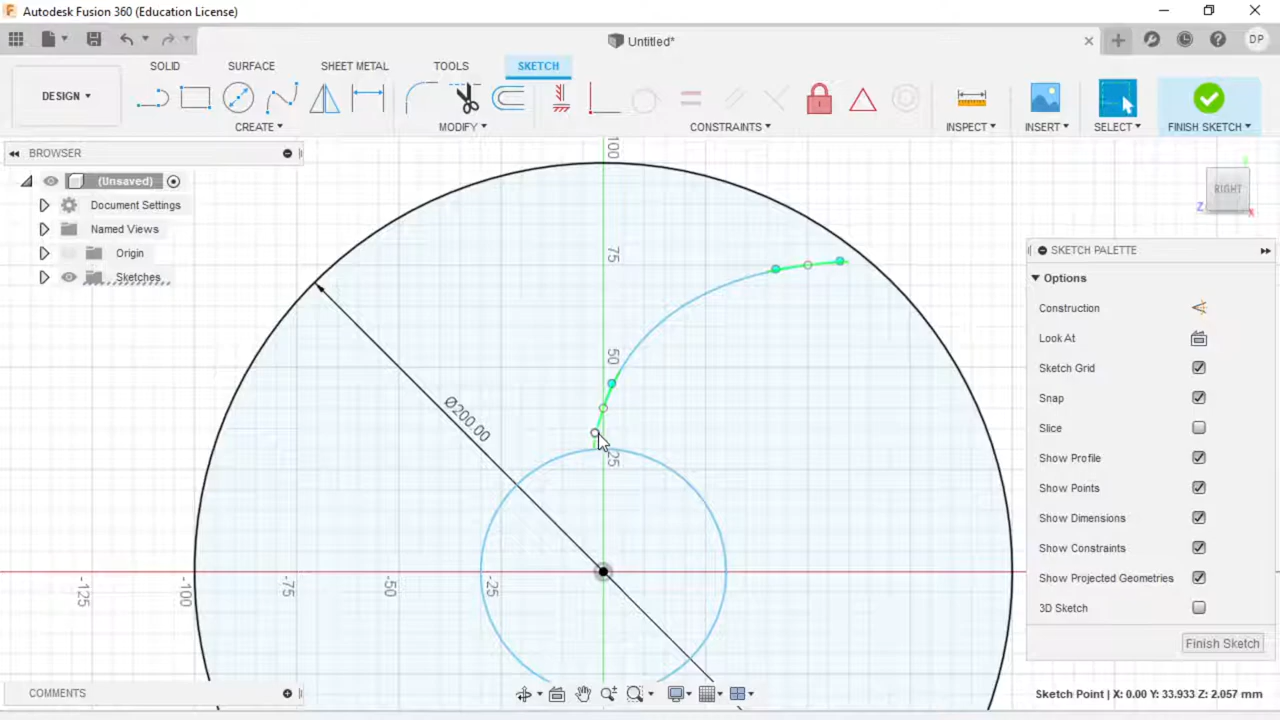 Autodesk Fusion 360 (Education License)
Untitled*
DP
DESIGN
SOLID
SURFACE
SHEET METAL
TOOLS
SKETCH
CREATE
MODIFY
CONSTRAINTS
INSPECT
INSERT
SELECT
FINISH SKETCH
BROWSER
(Unsaved)
Document Settings
Named Views
Origin
Sketches
100
75
50
25
-25
-50
-75
-100
-125
Ø200.00
RIGHT
Z
X
SKETCH PALETTE
Options
Construction
Look At
Sketch Grid
Snap
Slice
Show Profile
Show Points
Show Dimensions
Show Constraints
Show Projected Geometries
3D Sketch
Finish Sketch
COMMENTS
Sketch Point | X: 0.00 Y: 33.933 Z: 2.057 mm